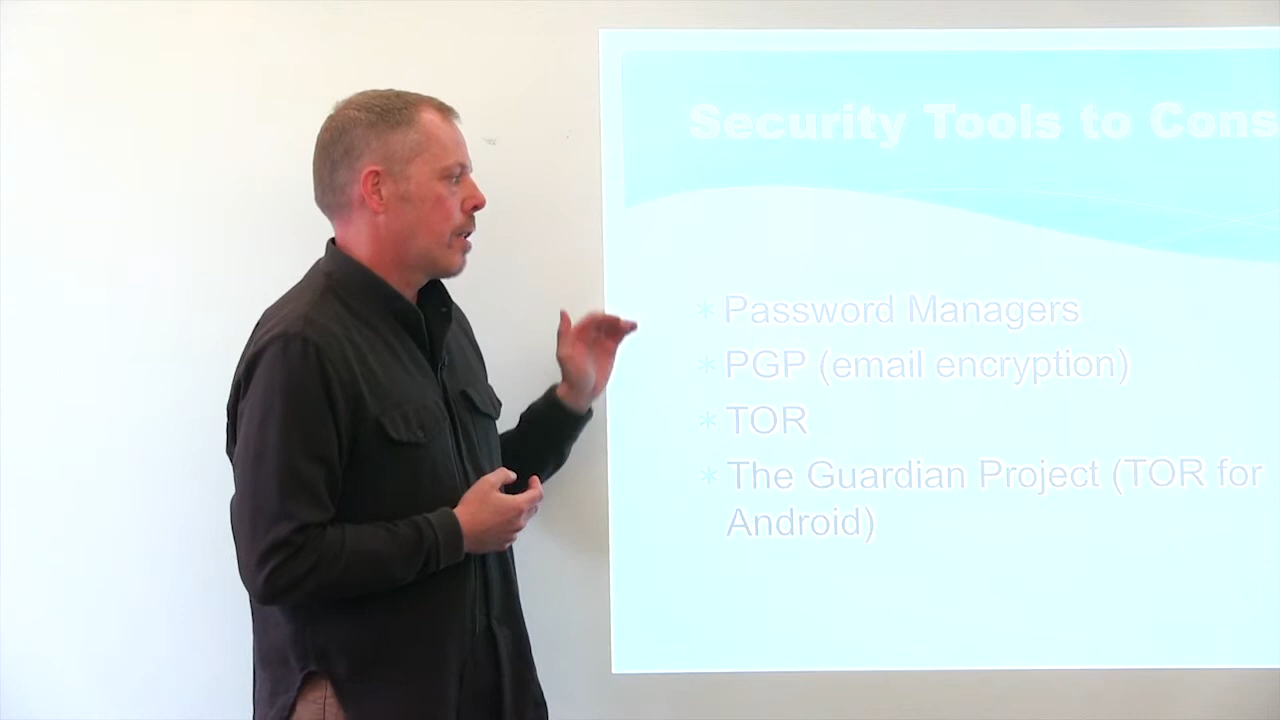 Security Tools to Cons
* Password Managers
* PGP (email encryption)
* TOR
* The Guardian Project (TOR for
Android)